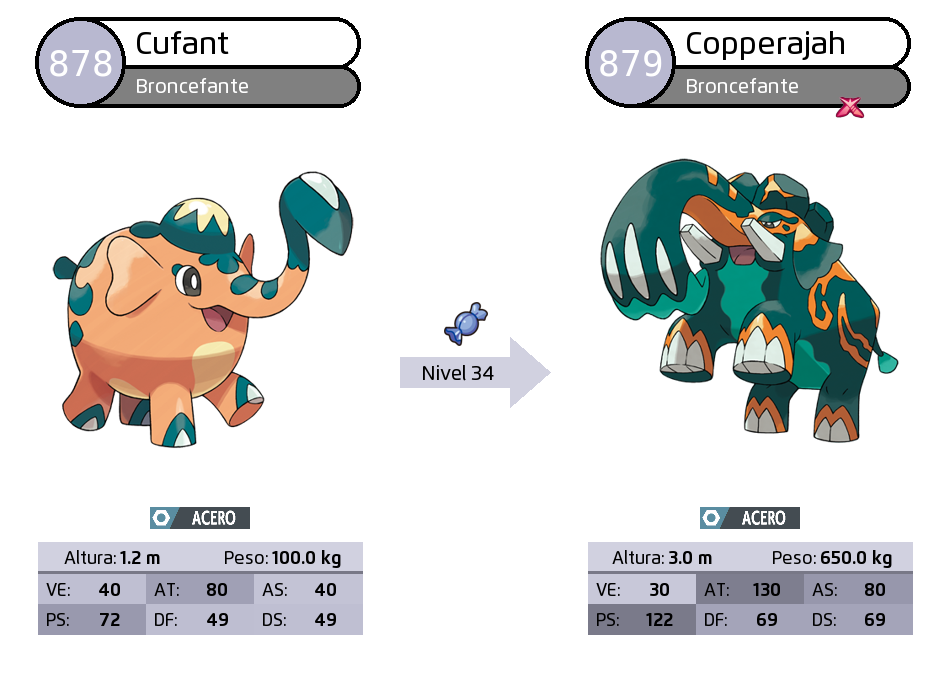 878
Cufant
Broncefante
879
Copperajah
Broncefante
Nivel 34
ACERO
Altura: 1.2 m Peso: 100.0 kg
VE: 40 AT: 80 AS: 40
PS: 72 DF: 49 DS: 49
ACERO
Altura: 3.0 m Peso: 650.0 kg
VE: 30 AT: 130 AS: 80
PS: 122 DF: 69 DS: 69